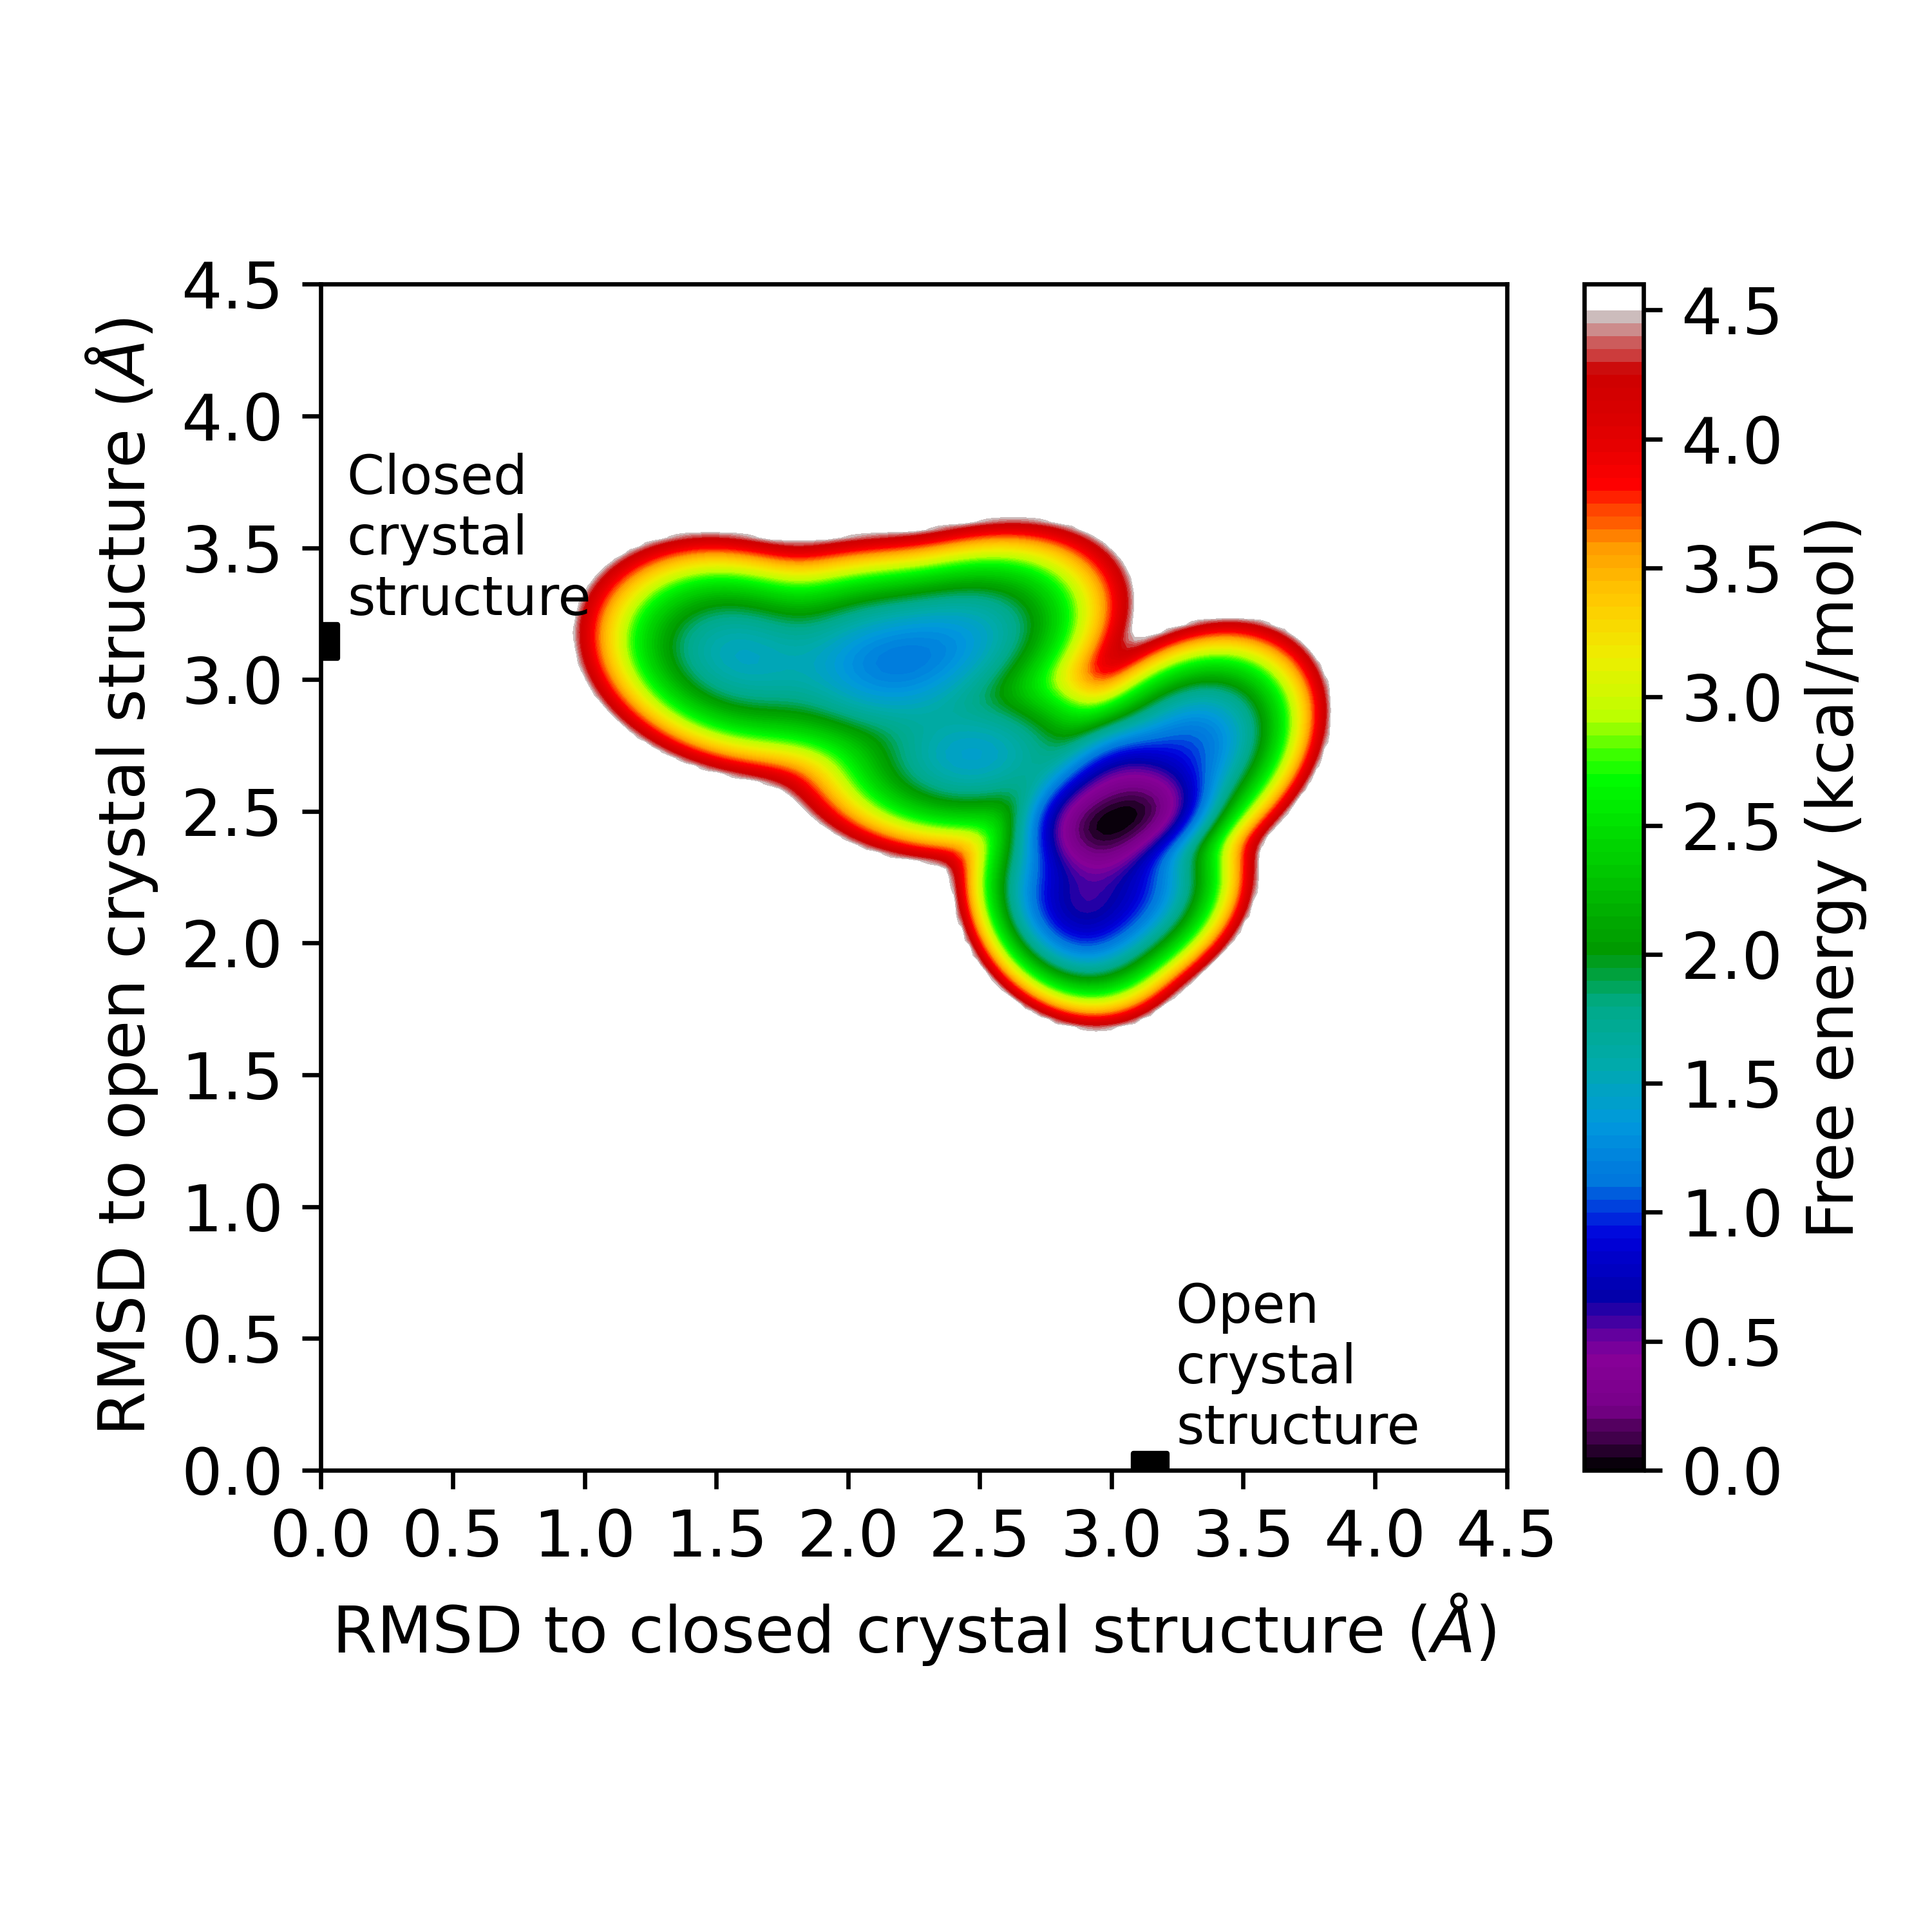 RMSD to open crystal structure (Å)
4.5
4.0
3.5
3.0
2.5
2.0
1.5
1.0
0.5
0.0
Closed
crystal
structure
Open
crystal
structure
0.0 0.5 1.0 1.5 2.0 2.5 3.0 3.5 4.0 4.5
RMSD to closed crystal structure (Å)
4.5
4.0
3.5
3.0
2.5
2.0
1.5
1.0
0.5
0.0
Free energy (kcal/mol)